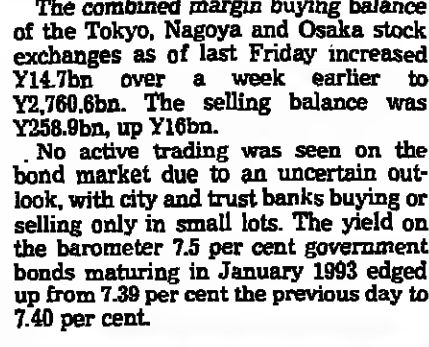 The combined margin buying balance
of the Tokyo, Nagoya and Osaka stock
exchanges as of last Friday increased
Y14.7bn over a week earlier to
Y2,760.6bn. The selling balance was
Y258.9bn, up Y16bn.
. No active trading was seen on the
bond market due to an uncertain out-
look, with city and trust banks buying or
selling only in small lots. The yield on
the barometer 7.5 per cent government
bonds maturing in January 1993 edged
up from 7.39 per cent the previous day to
7.40 per cent.